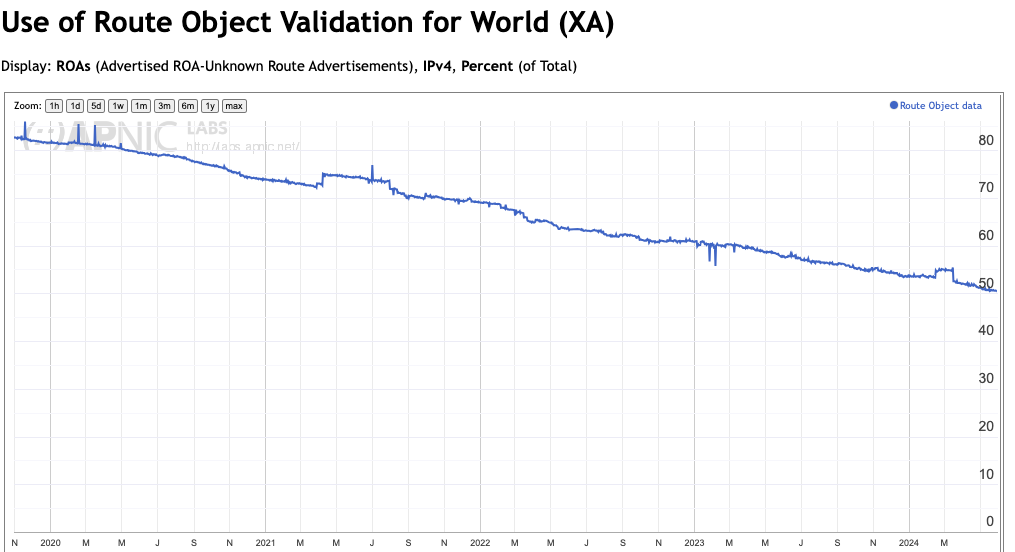 Use of Route Object Validation for World (XA)
Display: ROAs (Advertised ROA-Unknown Route Advertisements), IPv4, Percent (of Total)
Zoom: 1h 1d 5d 1w 1m 3m 6m 1y max
Route Object data
APNIC LABS
http://labs.apnic.net/
80
70
60
50
40
30
20
10
0
N 2020 M M J S N 2021 M M J S N 2022 M M J S N 2023 M M J S N 2024 M